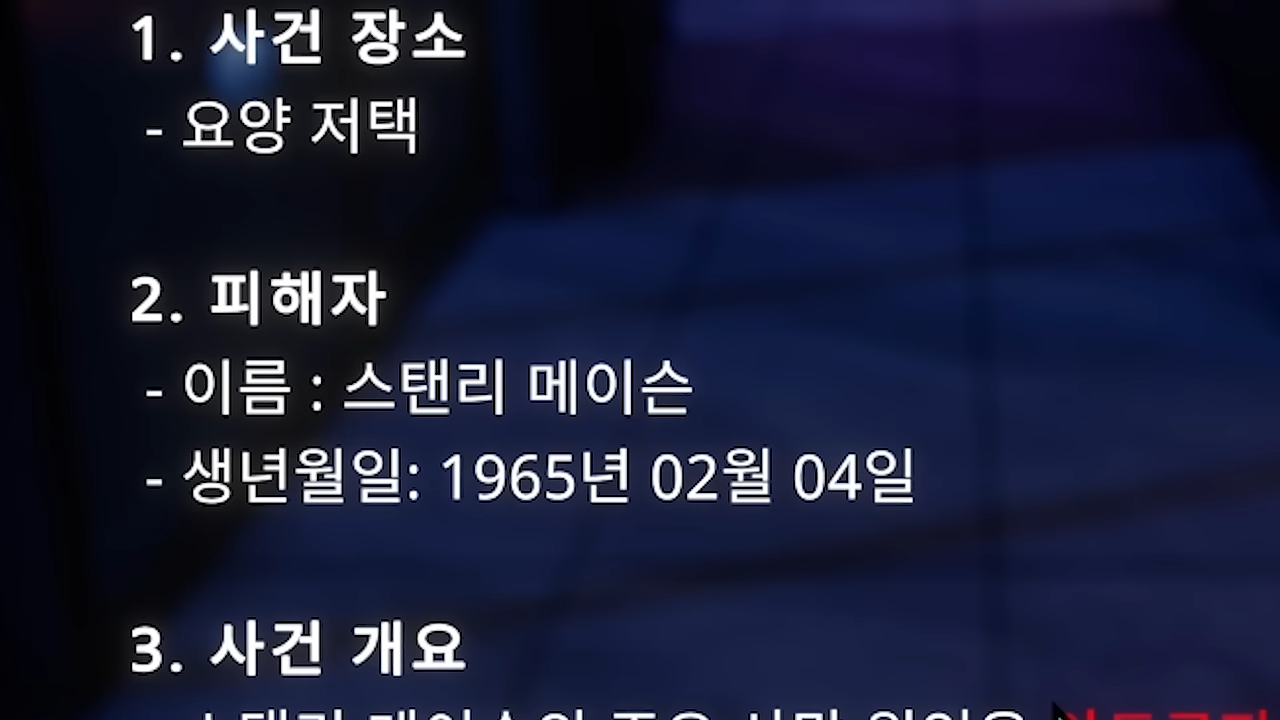 1. 사건 장소
- 요양 저택
2. 피해자
- 이름 : 스탠리 메이슨
- 생년월일: 1965년 02월 04일
3. 사건 개요